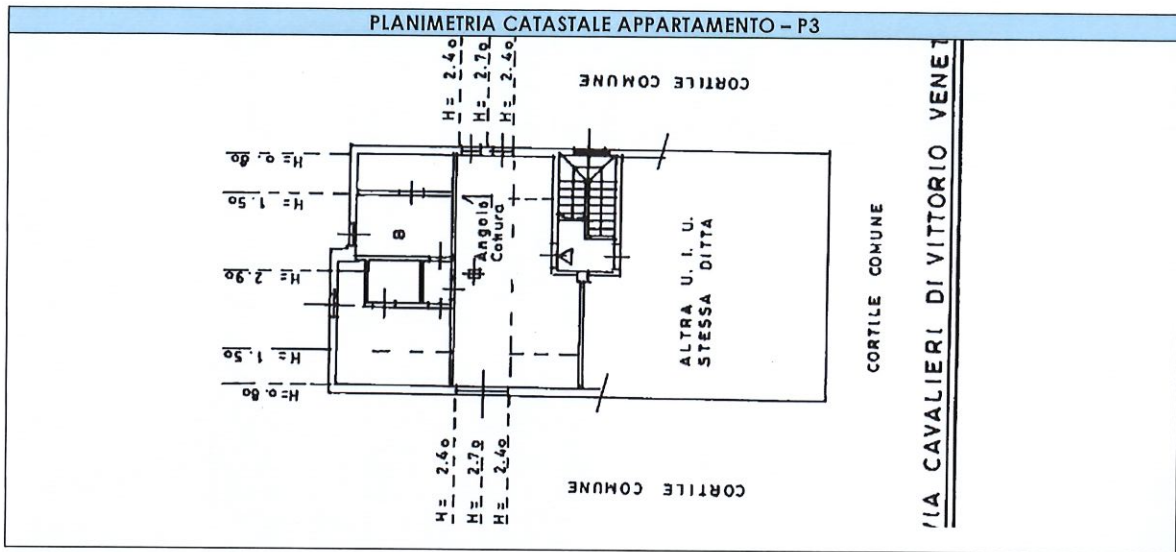 PLANIMETRIA CATASTALE APPARTAMENTO – P3
H= 2.40
H= 2.70
H= 2.40
CORTILE COMUNE
H=0.80
H= 1.50
H= 2.90
H= 1.50
H=0.80
B
Angolo
Cottura
ALTRA U. I. U.
STESSA DITTA
CORTILE COMUNE
VIA CAVALIERI DI VITTORIO VENET
H= 2.40
H= 2.70
H= 2.40
CORTILE COMUNE